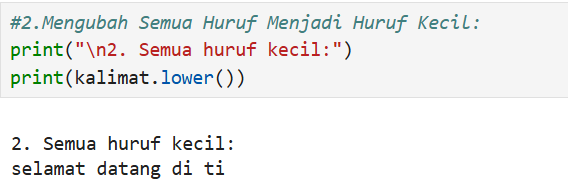 #2.Mengubah Semua Huruf Menjadi Huruf Kecil:
print("\n2. Semua huruf kecil:")
print(kalimat.lower())
2. Semua huruf kecil:
selamat datang di ti